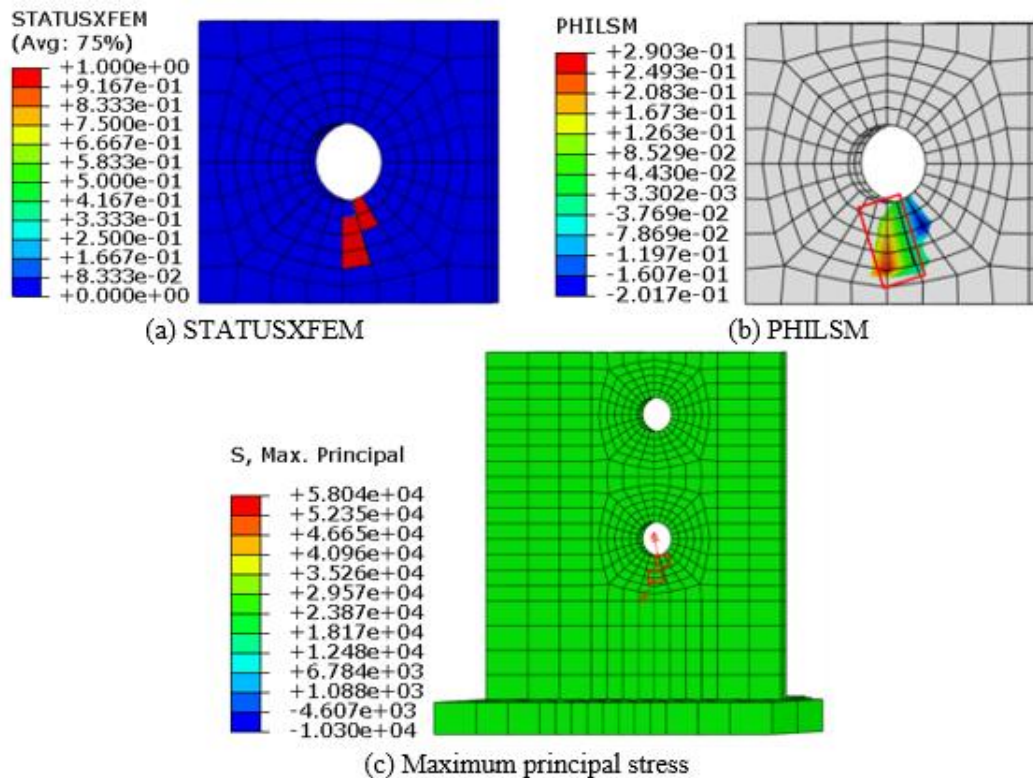 STATUSXFEM
(Avg: 75%)
+1.000e+00
+9.167e-01
+8.333e-01
+7.500e-01
+6.667e-01
+5.833e-01
+5.000e-01
+4.167e-01
+3.333e-01
+2.500e-01
+1.667e-01
+8.333e-02
+0.000e+00
(a) STATUSXFEM
PHILSM
+2.903e-01
+2.493e-01
+2.083e-01
+1.673e-01
+1.263e-01
+8.529e-02
+4.430e-02
+3.302e-03
-3.769e-02
-7.869e-02
-1.197e-01
-1.607e-01
-2.017e-01
(b) PHILSM
S, Max. Principal
+5.804e+04
+5.235e+04
+4.665e+04
+4.096e+04
+3.526e+04
+2.957e+04
+2.387e+04
+1.817e+04
+1.248e+04
+6.784e+03
+1.088e+03
-4.607e+03
-1.030e+04
(c) Maximum principal stress